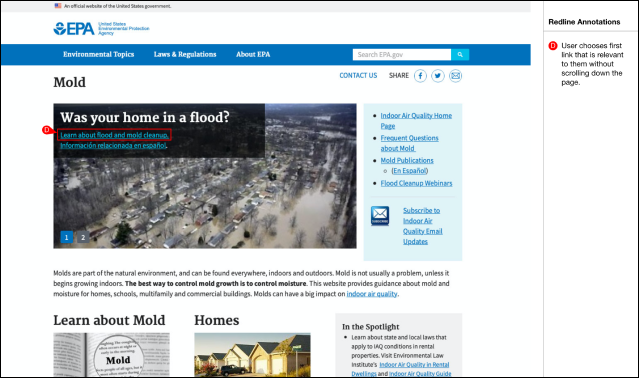 An official website of the United States government.
EPA United States
Environmental Protection
Agency
Environmental Topics Laws & Regulations About EPA
Search EPA.gov
CONTACT US SHARE
Mold
Was your home in a flood?
D
Learn about flood and mold cleanup.
Información relacionada en español.
1 2
• Indoor Air Quality Home
Page
• Frequent Questions
about Mold
• Mold Publications
(En Español)
• Flood Cleanup Webinars
Subscribe to
Indoor Air
Quality Email
Updates
Molds are part of the natural environment, and can be found everywhere, indoors and outdoors. Mold is not usually a problem, unless it
begins growing indoors. The best way to control mold growth is to control moisture. This website provides guidance about mold and
moisture for homes, schools, multifamily and commercial buildings. Molds can have a big impact on indoor air quality.
Learn about Mold
Mold
Homes
In the Spotlight
• Learn about state and local laws that
apply to IAQ conditions in rental
properties. Visit Environmental Law
Institute's Indoor Air Quality in Rental
Dwellings and Indoor Air Quality Guide
Redline Annotations
D User chooses first
link that is relevant
to them without
scrolling down the
page.